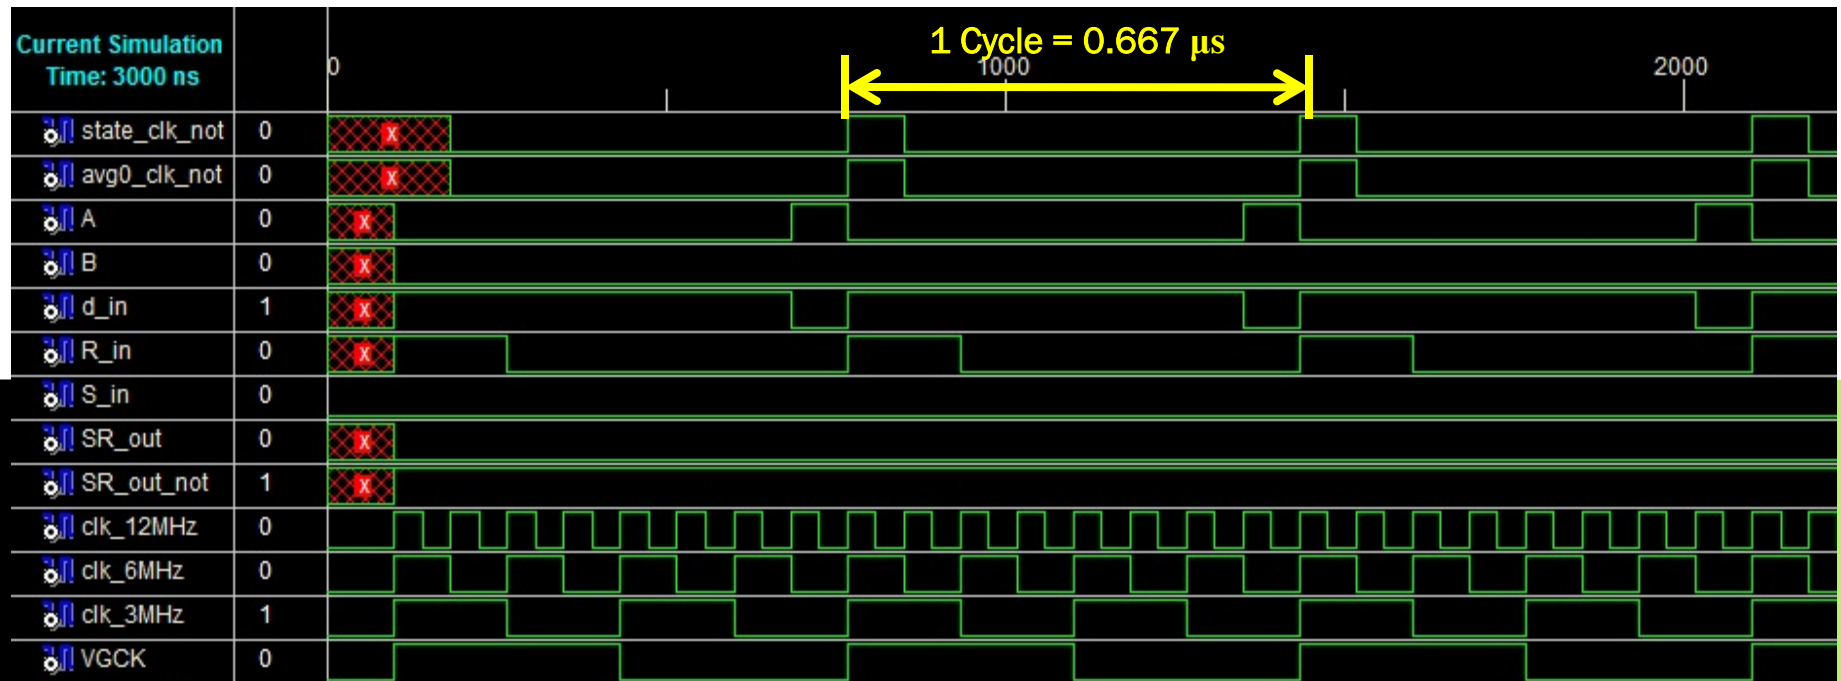 1 Cycle = 0.667 µs
Current Simulation
Time: 3000 ns
0 1000 2000
state_clk_not 0 X
avg0_clk_not 0 X
A 0 X
B 0 X
d_in 1 X
R_in 0 X
S_in 0
SR_out 0 X
SR_out_not 1 X
clk_12MHz 0
clk_6MHz 0
clk_3MHz 1
VGCK 0